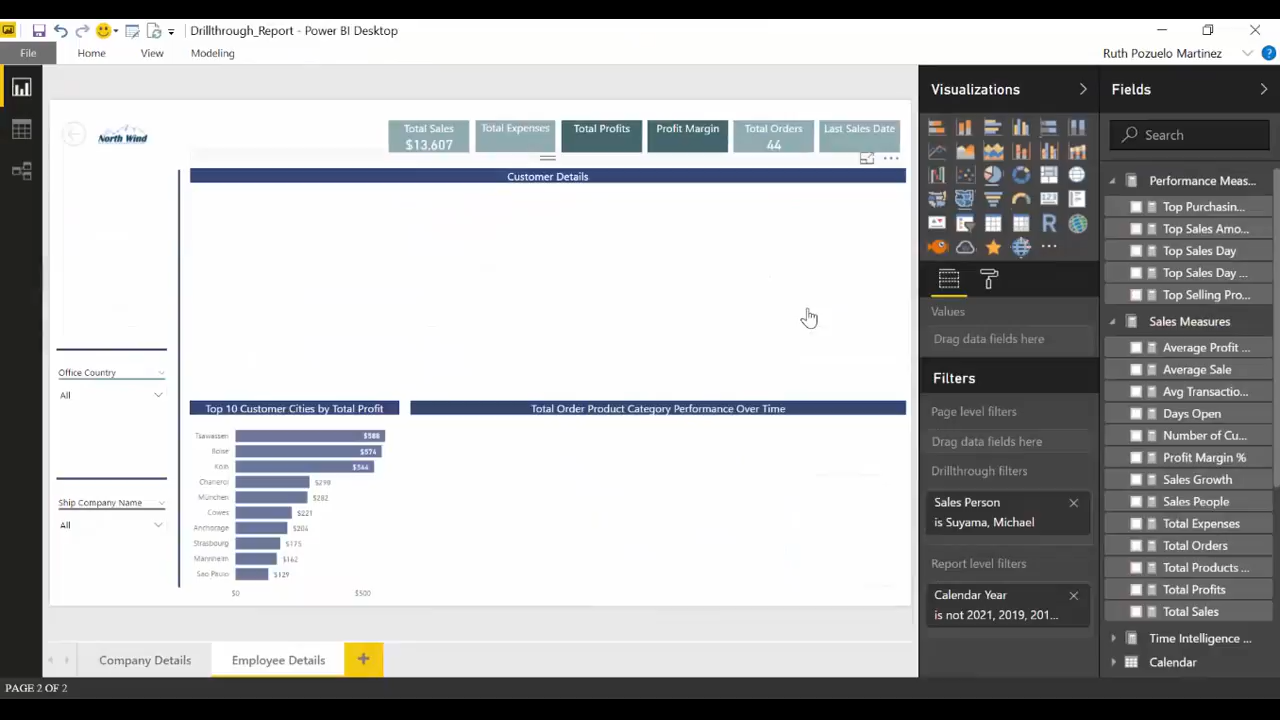 Drillthrough_Report - Power BI Desktop
File
Home
View
Modeling
Ruth Pozuelo Martinez
North Wind
Total Sales
$13,607
Total Expenses
Total Profits
Profit Margin
Total Orders
44
Last Sales Date
Customer Details
Office Country
All
Ship Company Name
All
Top 10 Customer Cities by Total Profit
Tsawassen $588
Boise $574
Köln $544
Charleroi $290
München $282
Cowes $221
Anchorage $204
Strasbourg $175
Mannheim $162
Sao Paulo $129
$0 $500
Total Order Product Category Performance Over Time
Company Details
Employee Details
PAGE 2 OF 2
Visualizations
Values
Drag data fields here
Filters
Page level filters
Drag data fields here
Drillthrough filters
Sales Person
is Suyama, Michael
Report level filters
Calendar Year
is not 2021, 2019, 201...
Fields
Search
Performance Meas...
Top Purchasin...
Top Sales Amo...
Top Sales Day
Top Sales Day ...
Top Selling Pro...
Sales Measures
Average Profit ...
Average Sale
Avg Transactio...
Days Open
Number of Cu...
Profit Margin %
Sales Growth
Sales People
Total Expenses
Total Orders
Total Products ...
Total Profits
Total Sales
Time Intelligence ...
Calendar